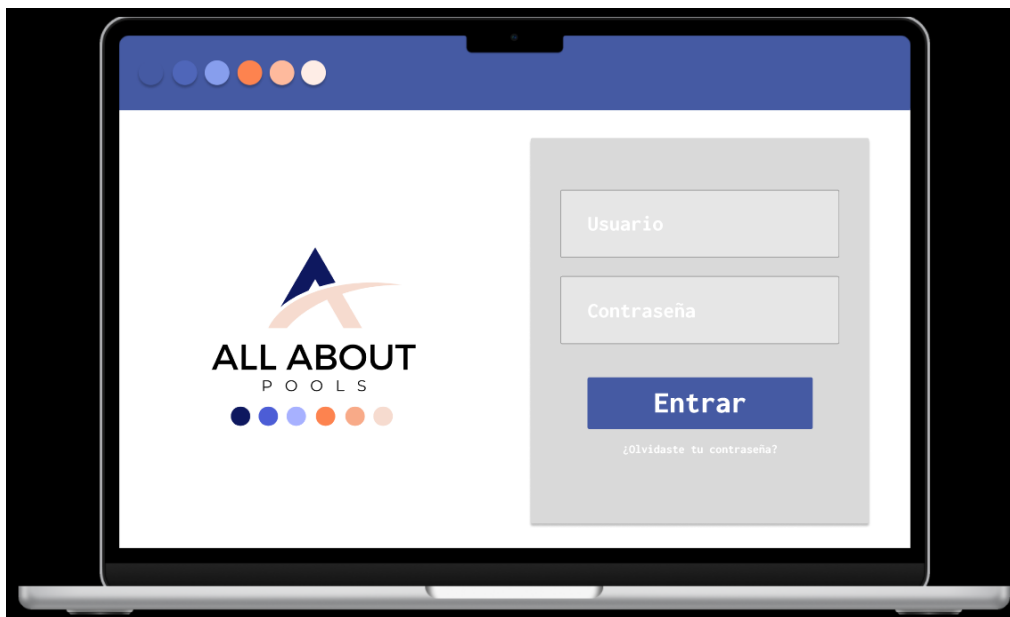 Usuario
Contraseña
ALL ABOUT
POOLS
Entrar
¿Olvidaste tu contraseña?